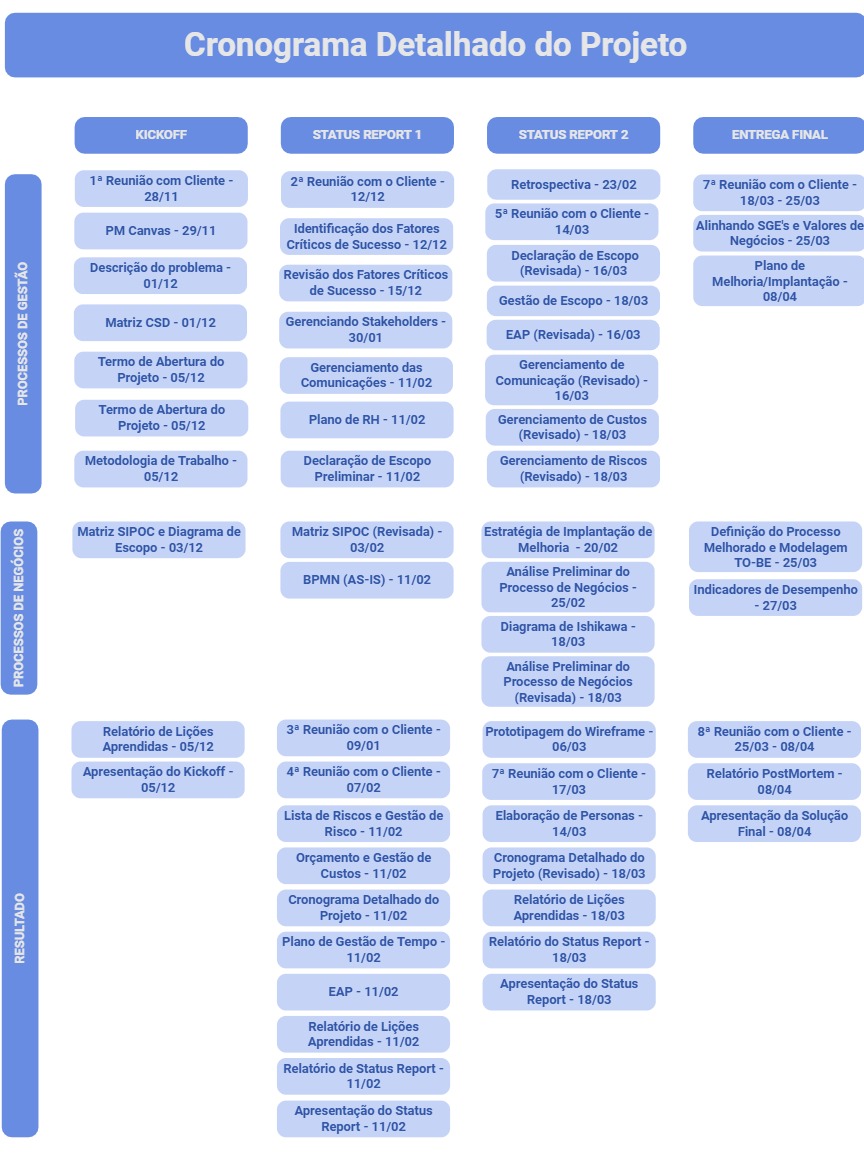 Cronograma Detalhado do Projeto
KICKOFF
STATUS REPORT 1
STATUS REPORT 2
ENTREGA FINAL
PROCESSOS DE GESTÃO
1ª Reunião com Cliente -
28/11
PM Canvas - 29/11
Descrição do problema -
01/12
Matriz CSD - 01/12
Termo de Abertura do
Projeto - 05/12
Termo de Abertura do
Projeto - 05/12
Metodologia de Trabalho -
05/12
2ª Reunião com o Cliente -
12/12
Identificação dos Fatores
Críticos de Sucesso - 12/12
Revisão dos Fatores Críticos
de Sucesso - 15/12
Gerenciando Stakeholders -
30/01
Gerenciamento das
Comunicações - 11/02
Plano de RH - 11/02
Declaração de Escopo
Preliminar - 11/02
Retrospectiva - 23/02
5ª Reunião com o Cliente -
14/03
Declaração de Escopo
(Revisada) - 16/03
Gestão de Escopo - 18/03
EAP (Revisada) - 16/03
Gerenciamento de
Comunicação (Revisado) -
16/03
Gerenciamento de Custos
(Revisado) - 18/03
Gerenciamento de Riscos
(Revisado) - 18/03
7ª Reunião com o Cliente -
18/03 - 25/03
Alinhando SGE's e Valores de
Negócios - 25/03
Plano de
Melhoria/Implantação -
08/04
PROCESSOS DE NEGÓCIOS
Matriz SIPOC e Diagrama de
Escopo - 03/12
Matriz SIPOC (Revisada) -
03/02
BPMN (AS-IS) - 11/02
Estratégia de Implantação de
Melhoria - 20/02
Análise Preliminar do
Processo de Negócios -
25/02
Diagrama de Ishikawa -
18/03
Análise Preliminar do
Processo de Negócios
(Revisada) - 18/03
Definição do Processo
Melhorado e Modelagem
TO-BE - 25/03
Indicadores de Desempenho
- 27/03
RESULTADO
Relatório de Lições
Aprendidas - 05/12
Apresentação do Kickoff -
05/12
3ª Reunião com o Cliente -
09/01
4ª Reunião com o Cliente -
07/02
Lista de Riscos e Gestão de
Risco - 11/02
Orçamento e Gestão de
Custos - 11/02
Cronograma Detalhado do
Projeto - 11/02
Plano de Gestão de Tempo -
11/02
EAP - 11/02
Relatório de Lições
Aprendidas - 11/02
Relatório de Status Report -
11/02
Apresentação do Status
Report - 11/02
Prototipagem do Wireframe -
06/03
7ª Reunião com o Cliente -
17/03
Elaboração de Personas -
14/03
Cronograma Detalhado do
Projeto (Revisado) - 18/03
Relatório de Lições
Aprendidas - 18/03
Relatório do Status Report -
18/03
Apresentação do Status
Report - 18/03
8ª Reunião com o Cliente -
25/03 - 08/04
Relatório PostMortem -
08/04
Apresentação da Solução
Final - 08/04